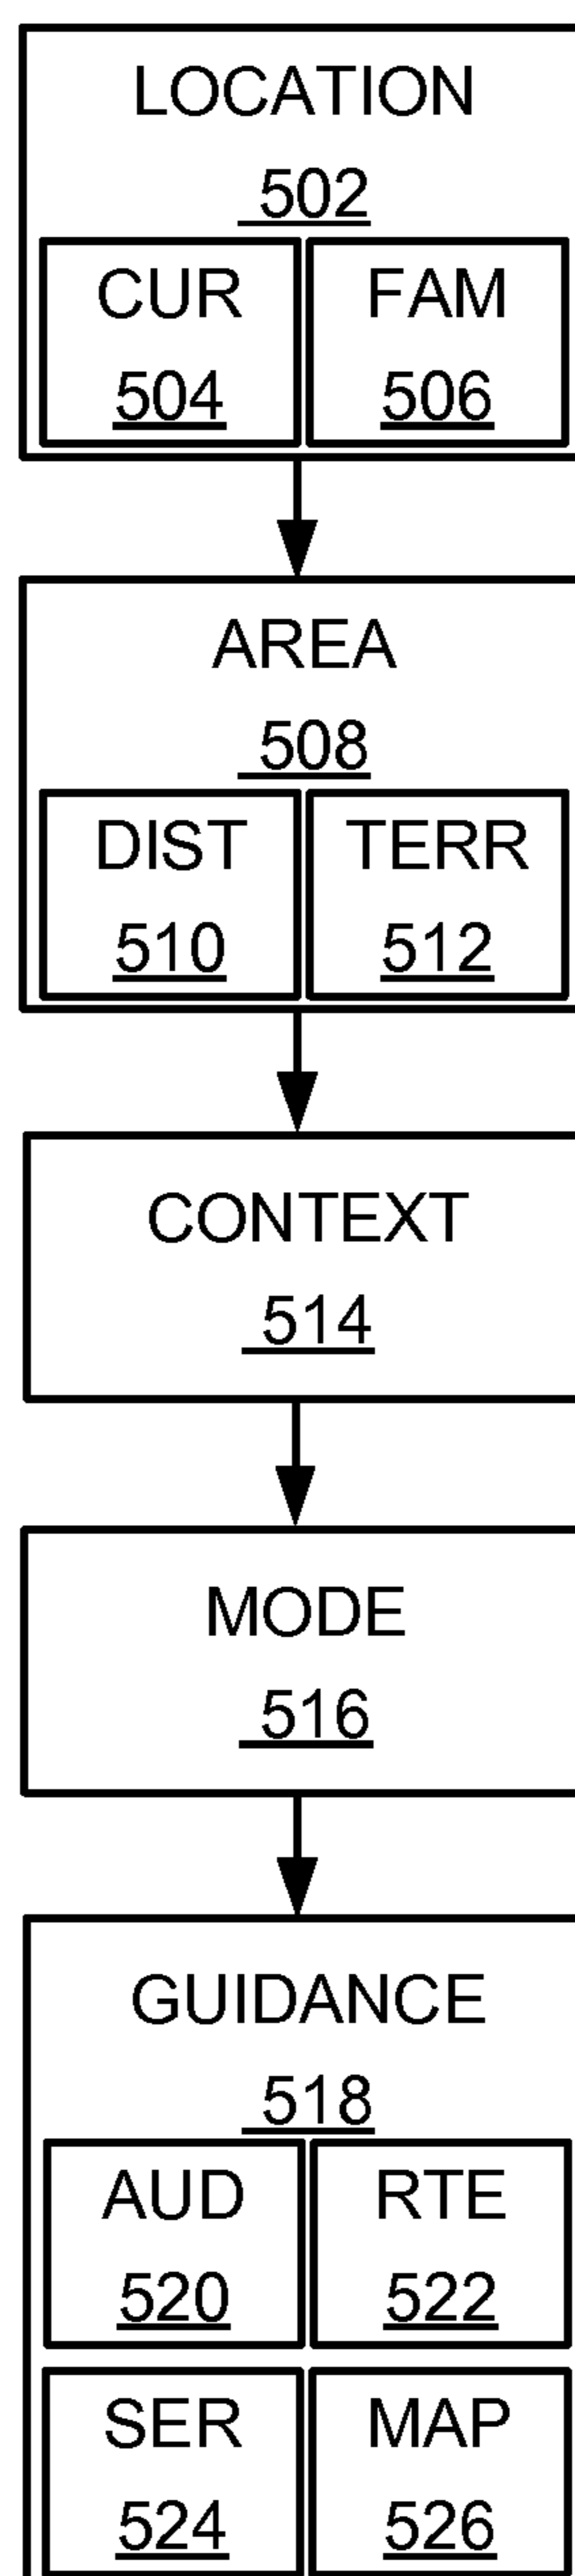 LOCATION
502
CUR
504
FAM
506
AREA
508
DIST
510
TERR
512
CONTEXT
514
MODE
516
GUIDANCE
518
AUD
520
RTE
522
SER
524
MAP
526